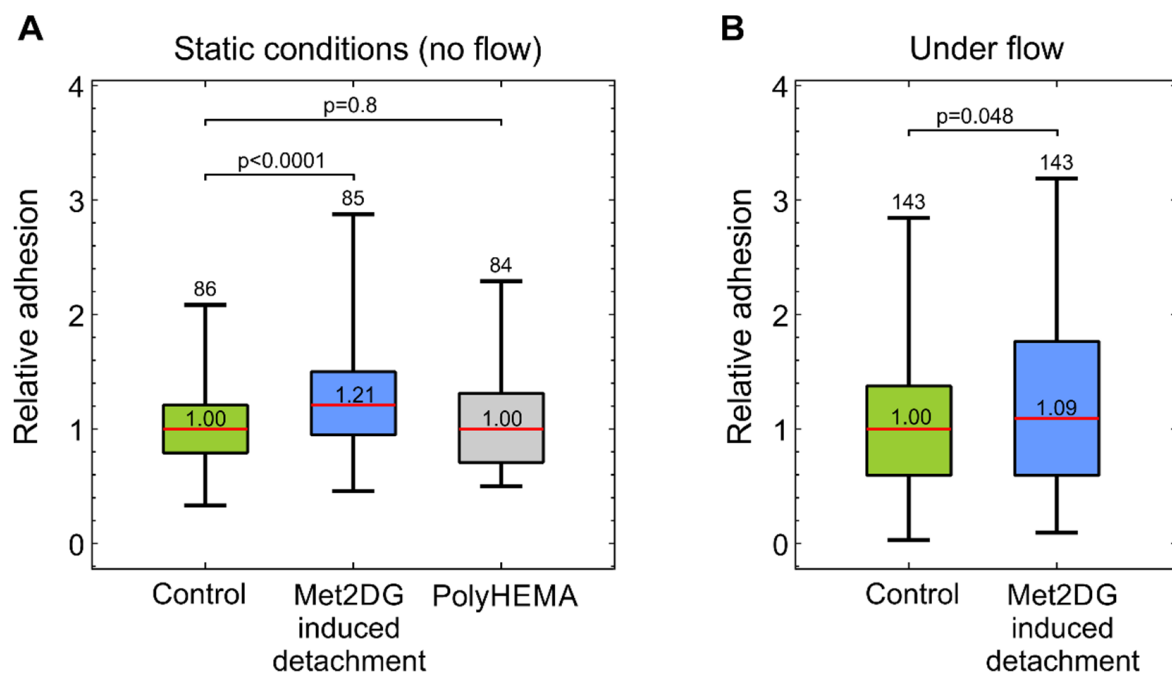 A
Static conditions (no flow)
Relative adhesion
4
3
2
1
0
p=0.8
p<0.0001
86
85
84
1.00
1.21
1.00
Control
Met2DG
induced
detachment
PolyHEMA
B
Under flow
Relative adhesion
4
3
2
1
0
p=0.048
143
143
1.00
1.09
Control
Met2DG
induced
detachment